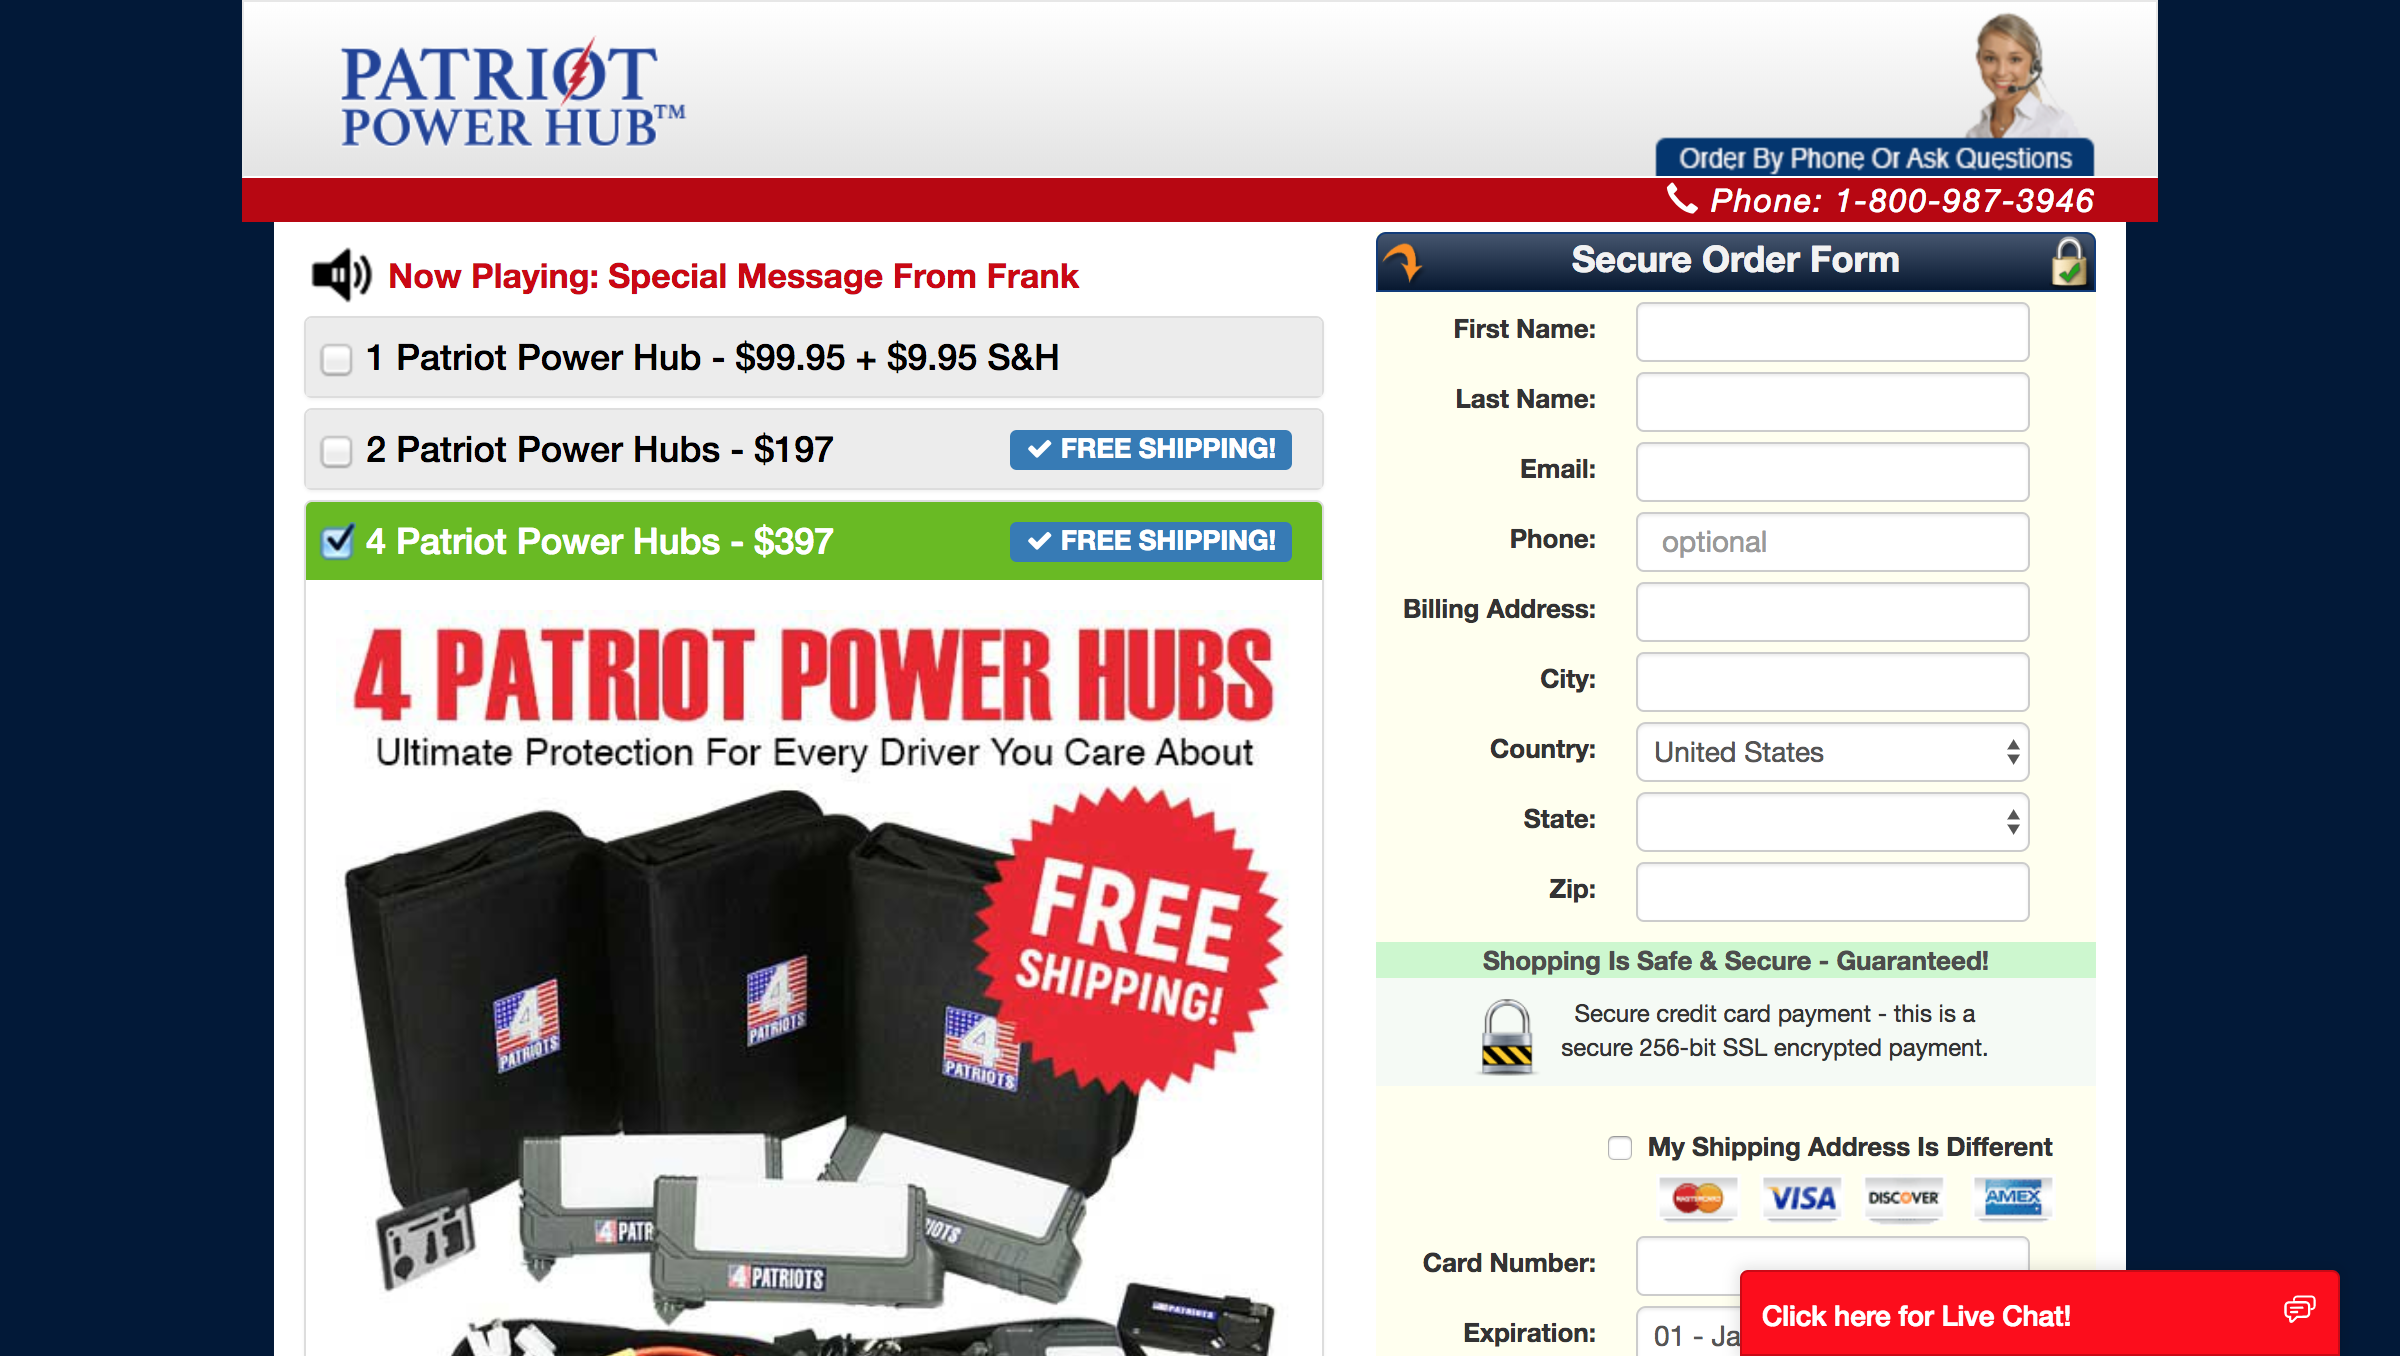 PATRIOT
POWER HUB™
Order By Phone Or Ask Questions
Phone: 1-800-987-3946
Now Playing: Special Message From Frank
1 Patriot Power Hub - $99.95 + $9.95 S&H
2 Patriot Power Hubs - $197
FREE SHIPPING!
4 Patriot Power Hubs - $397
FREE SHIPPING!
4 PATRIOT POWER HUBS
Ultimate Protection For Every Driver You Care About
FREE
SHIPPING!
4
PATRIOTS
4
PATRIOTS
4
PATRIOTS
4 PATR
IOTS
4 PATRIOTS
4 PATRIOTS
Secure Order Form
First Name:
Last Name:
Email:
Phone:
optional
Billing Address:
City:
Country:
United States
State:
Zip:
Shopping Is Safe & Secure - Guaranteed!
Secure credit card payment - this is a
secure 256-bit SSL encrypted payment.
My Shipping Address Is Different
MASTERCARD
VISA
DISCOVER
AMEX
Card Number:
Expiration:
01 - Ja
Click here for Live Chat!